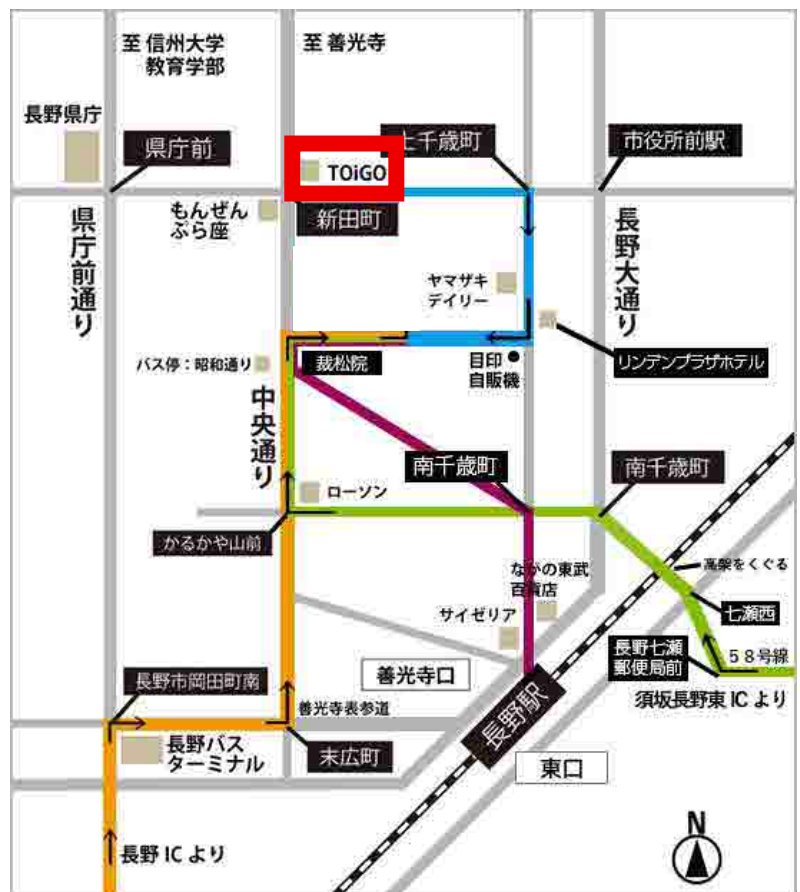 至 信州大学
教育学部
至 善光寺
長野県庁
県庁前
TOiGO
上千歳町
市役所前駅
もんぜん
ぷら座
新田町
県庁前通り
長野大通り
ヤマザキ
デイリー
バス停：昭和通り
裁松院
目印
自販機
リンデンプラザホテル
中央通り
ローソン
南千歳町
南千歳町
かるかや山前
高架をくぐる
ながの東武
百貨店
七瀬西
サイゼリア
長野七瀬
郵便局前
58号線
善光寺口
長野市岡田町南
須坂長野東 IC より
善光寺表参道
長野駅
長野バス
ターミナル
末広町
東口
長野 IC より
N